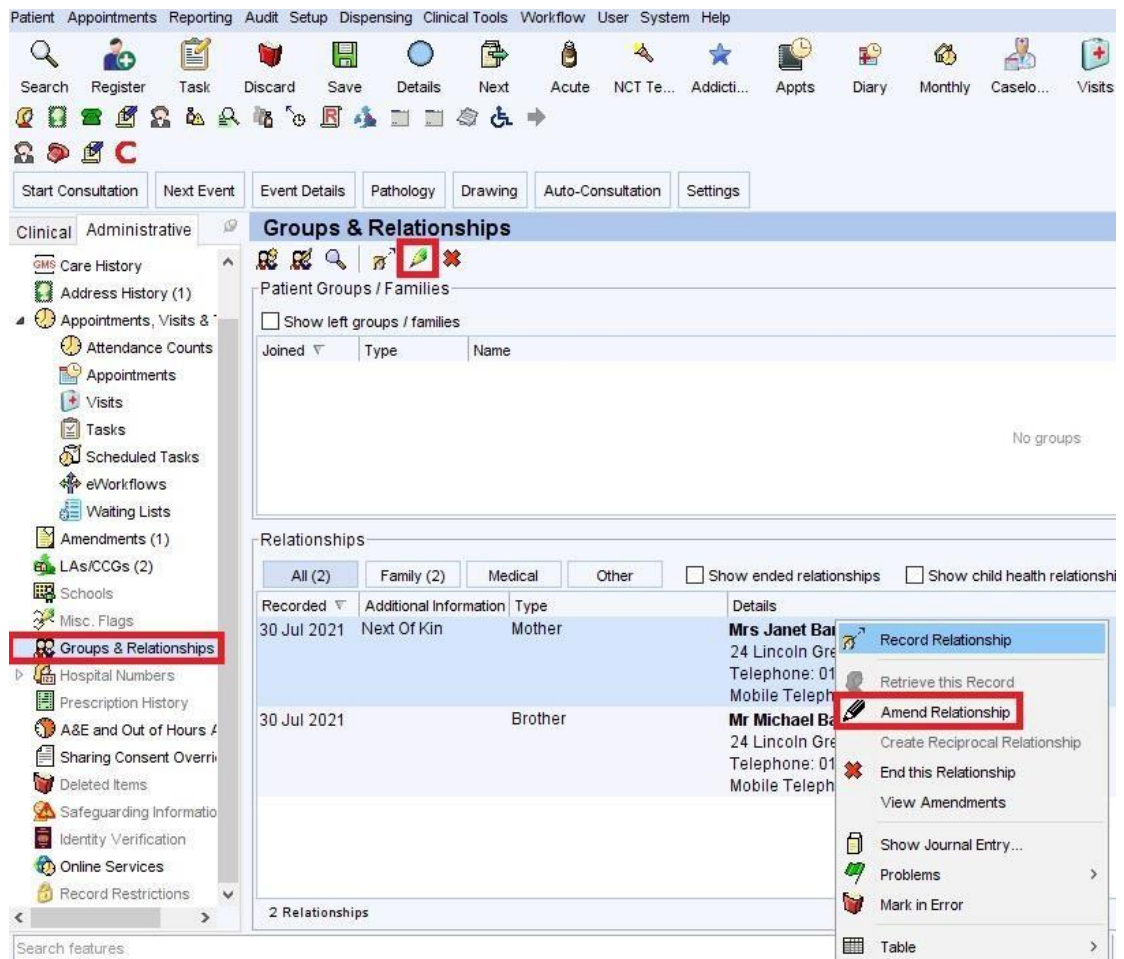 Patient Appointments Reporting Audit Setup Dispensing Clinical Tools Workflow User System Help
Search Register Task Discard Save Details Next Acute NCT Te... Addicti... Appts Diary Monthly Caselo... Visits
Start Consultation Next Event Event Details Pathology Drawing Auto-Consultation Settings
Clinical Administrative
GMS Care History
Address History (1)
Appointments, Visits &
Attendance Counts
Appointments
Visits
Tasks
Scheduled Tasks
eWorkflows
Waiting Lists
Amendments (1)
LAs/CCGs (2)
Schools
Misc. Flags
Groups & Relationships
Hospital Numbers
Prescription History
A&E and Out of Hours
Sharing Consent Overri
Deleted Items
Safeguarding Informatio
Identity Verification
Online Services
Record Restrictions
Search features
Groups & Relationships
Patient Groups / Families
Show left groups / families
Joined Type Name
No groups
Relationships
All (2) Family (2) Medical Other Show ended relationships Show child health relationshi
Recorded Additional Information Type Details
30 Jul 2021 Next Of Kin Mother Mrs Janet Bar
24 Lincoln Gre
Telephone: 01
Mobile Teleph
30 Jul 2021 Brother Mr Michael Ba
24 Lincoln Gre
Telephone: 01
Mobile Teleph
2 Relationships
Record Relationship
Retrieve this Record
Amend Relationship
Create Reciprocal Relationship
End this Relationship
View Amendments
Show Journal Entry...
Problems
Mark in Error
Table